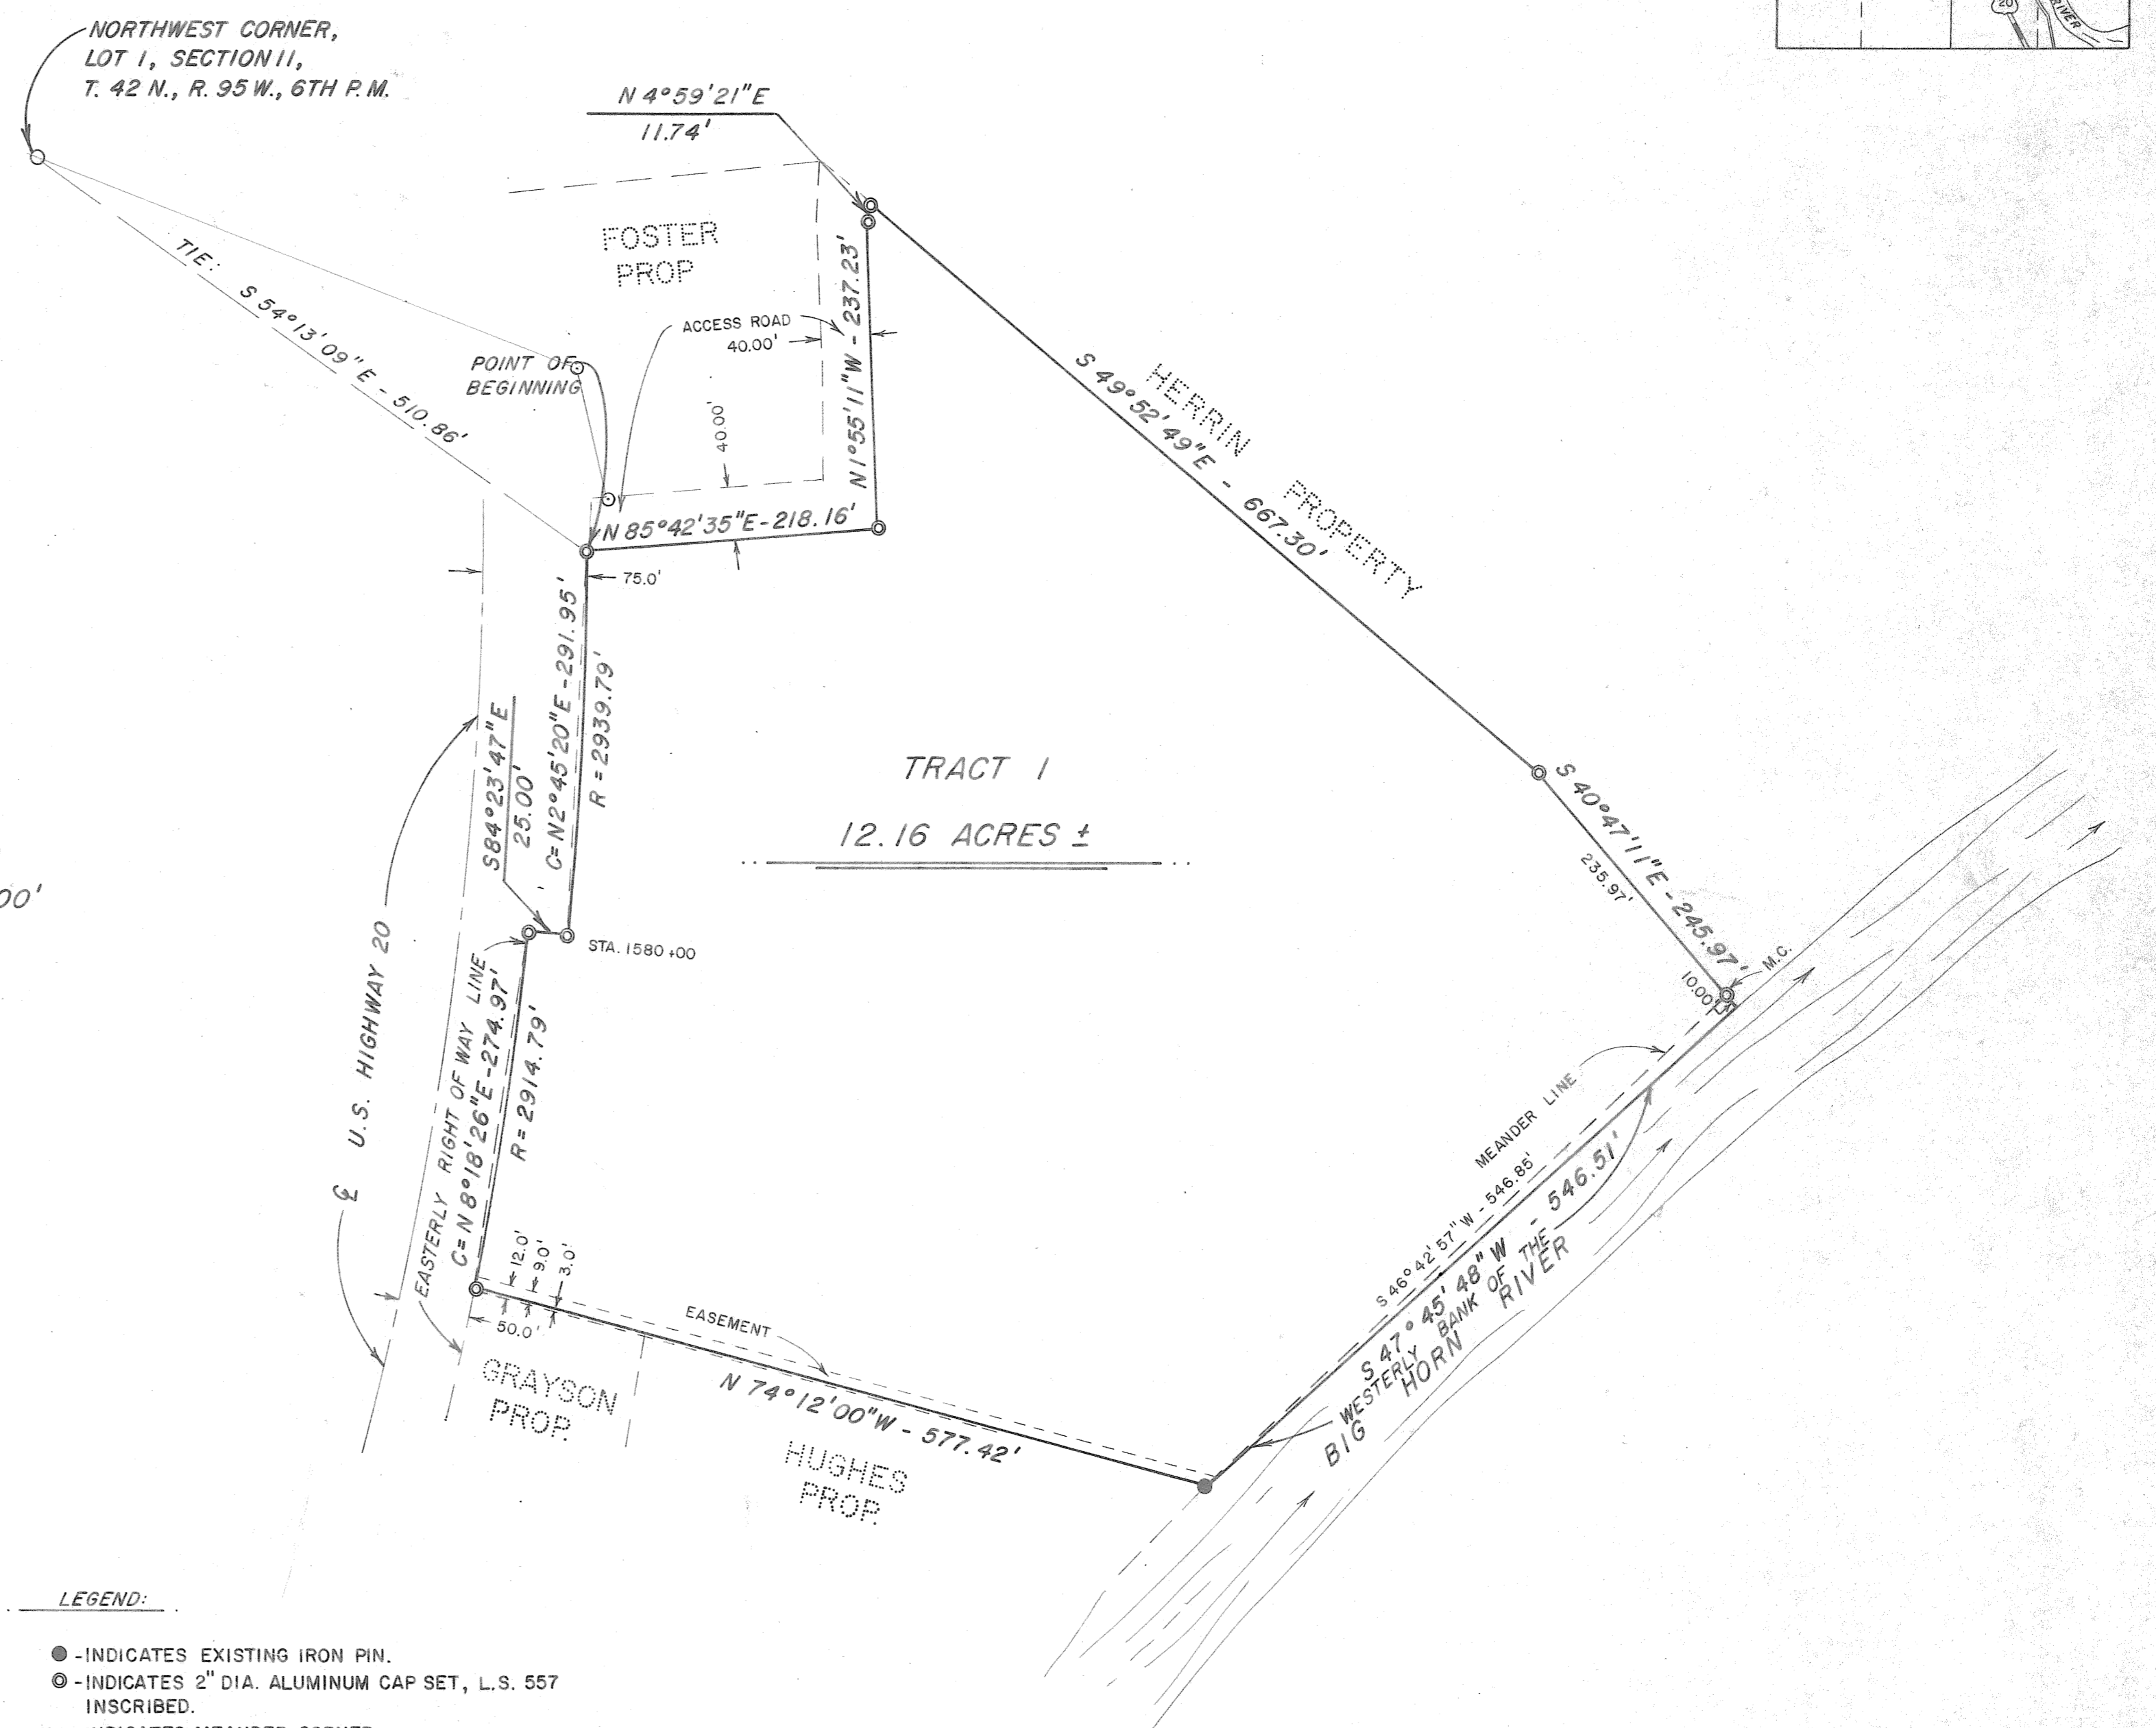 NORTHWEST CORNER,
LOT 1, SECTION 11,
T. 42 N., R. 95 W., 6TH P.M.
20
RIVER
N 4°59'21"E
11.74'
FOSTER
PROP
TIE: S 54°13'09"E - 510.86'
ACCESS ROAD
40.00'
POINT OF
BEGINNING
40.00'
N 1°55'11"W - 237.23'
N 85°42'35"E - 218.16'
75.0'
S 49°52'49"E - 667.30'
HERRIN PROPERTY
C= N2°45'20"E - 291.95'
R = 2939.79'
S84°23'47"E
25.00'
TRACT 1
12.16 ACRES ±
00'
S 40°47'11"E - 245.97'
235.97'
10.00'
M.C.
STA. 1580+00
U.S. HIGHWAY 20
EASTERLY RIGHT OF WAY LINE
C= N 8°18'26"E - 274.97'
R = 2914.79'
MEANDER LINE
S 46°42'57"W - 546.85'
S 47°45'48"W - 546.51'
WESTERLY BANK OF THE
BIG HORN RIVER
12.0'
9.0'
3.0'
50.0'
EASEMENT
N 74°12'00"W - 577.42'
GRAYSON
PROP.
HUGHES
PROP.
LEGEND:
-INDICATES EXISTING IRON PIN.
-INDICATES 2" DIA. ALUMINUM CAP SET, L.S. 557
INSCRIBED.
INDICATES MEANDER CORNER